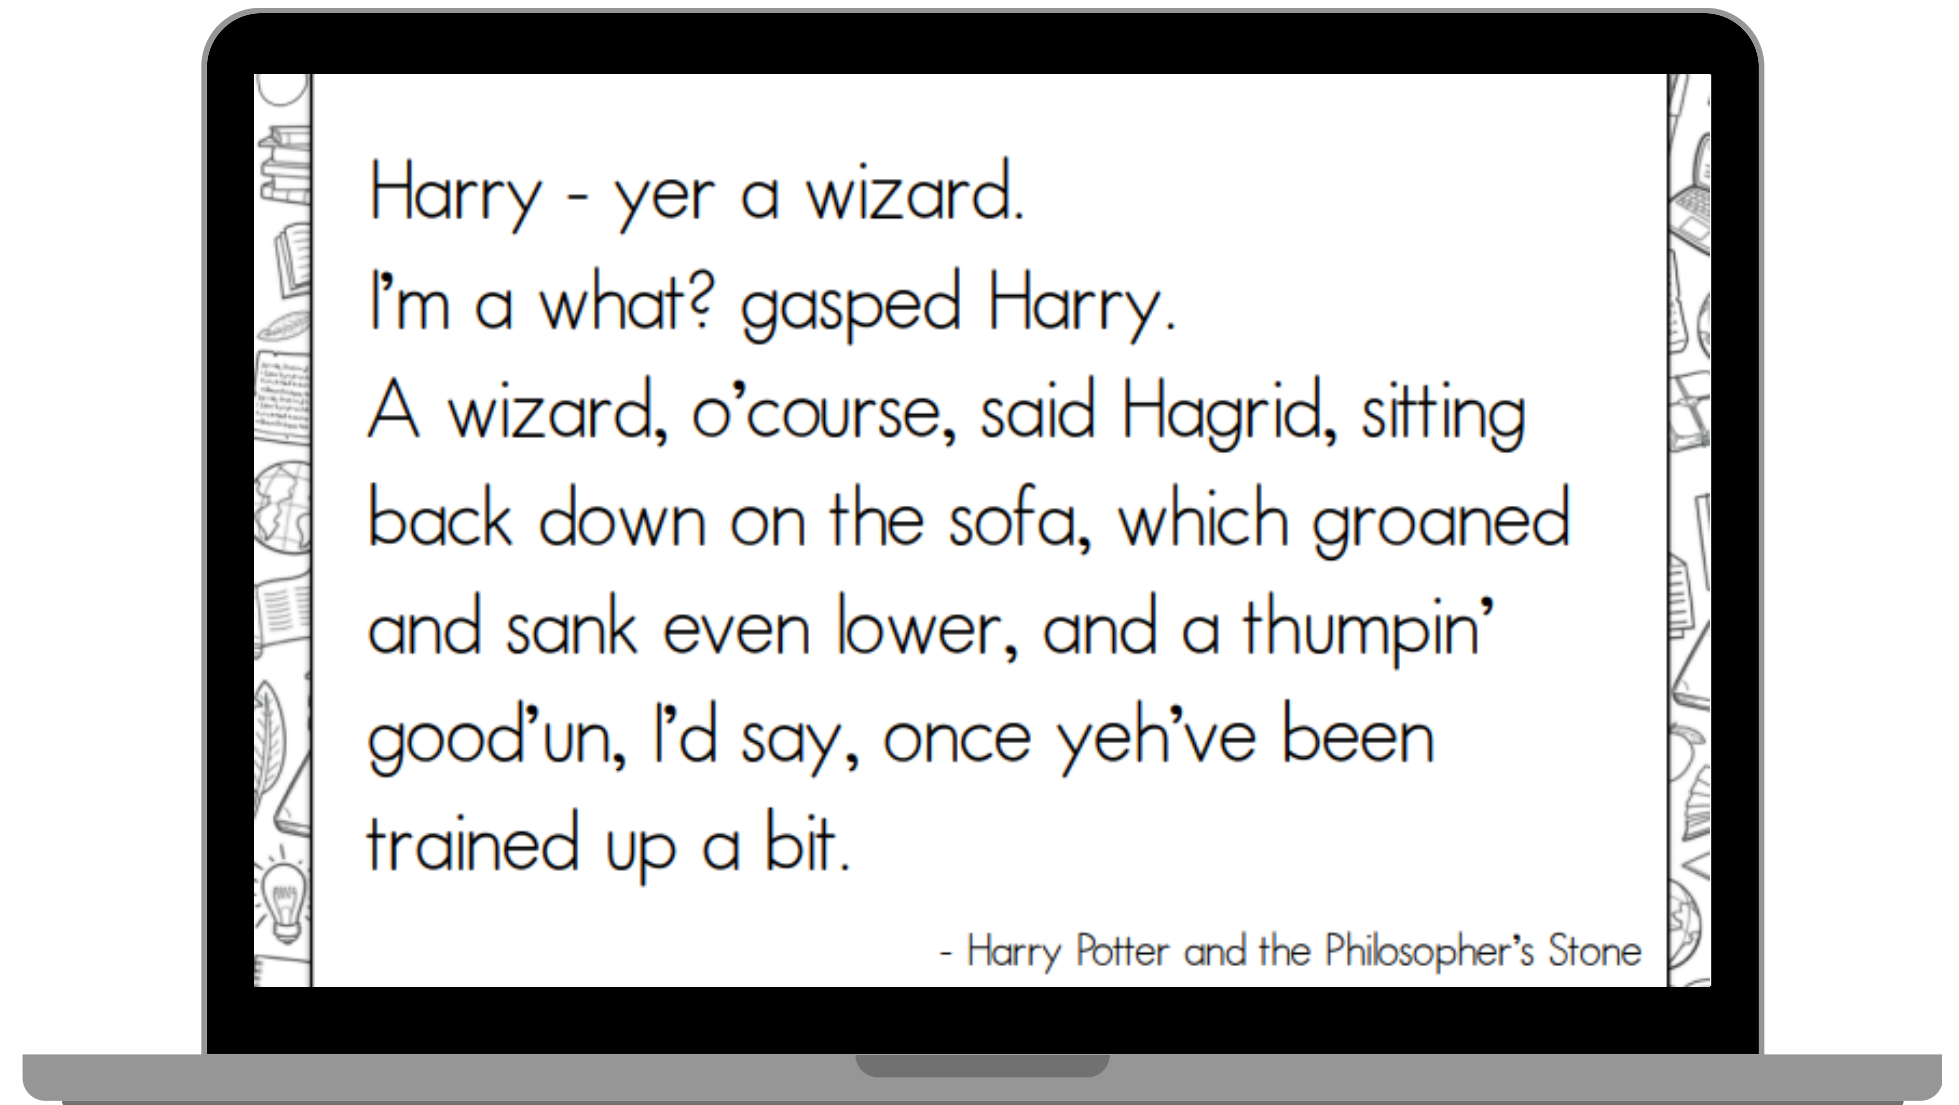 Harry - yer a wizard.
I’m a what? gasped Harry.
A wizard, o’course, said Hagrid, sitting
back down on the sofa, which groaned
and sank even lower, and a thumpin’
good’un, I’d say, once yeh’ve been
trained up a bit.
- Harry Potter and the Philosopher’s Stone